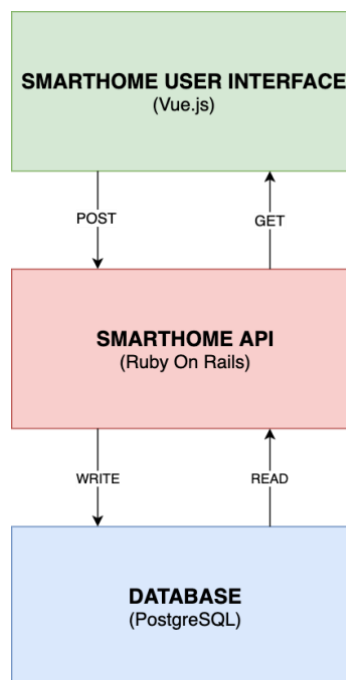 SMARTHOME USER INTERFACE
(Vue.js)
POST
GET
SMARTHOME API
(Ruby On Rails)
WRITE
READ
DATABASE
(PostgreSQL)